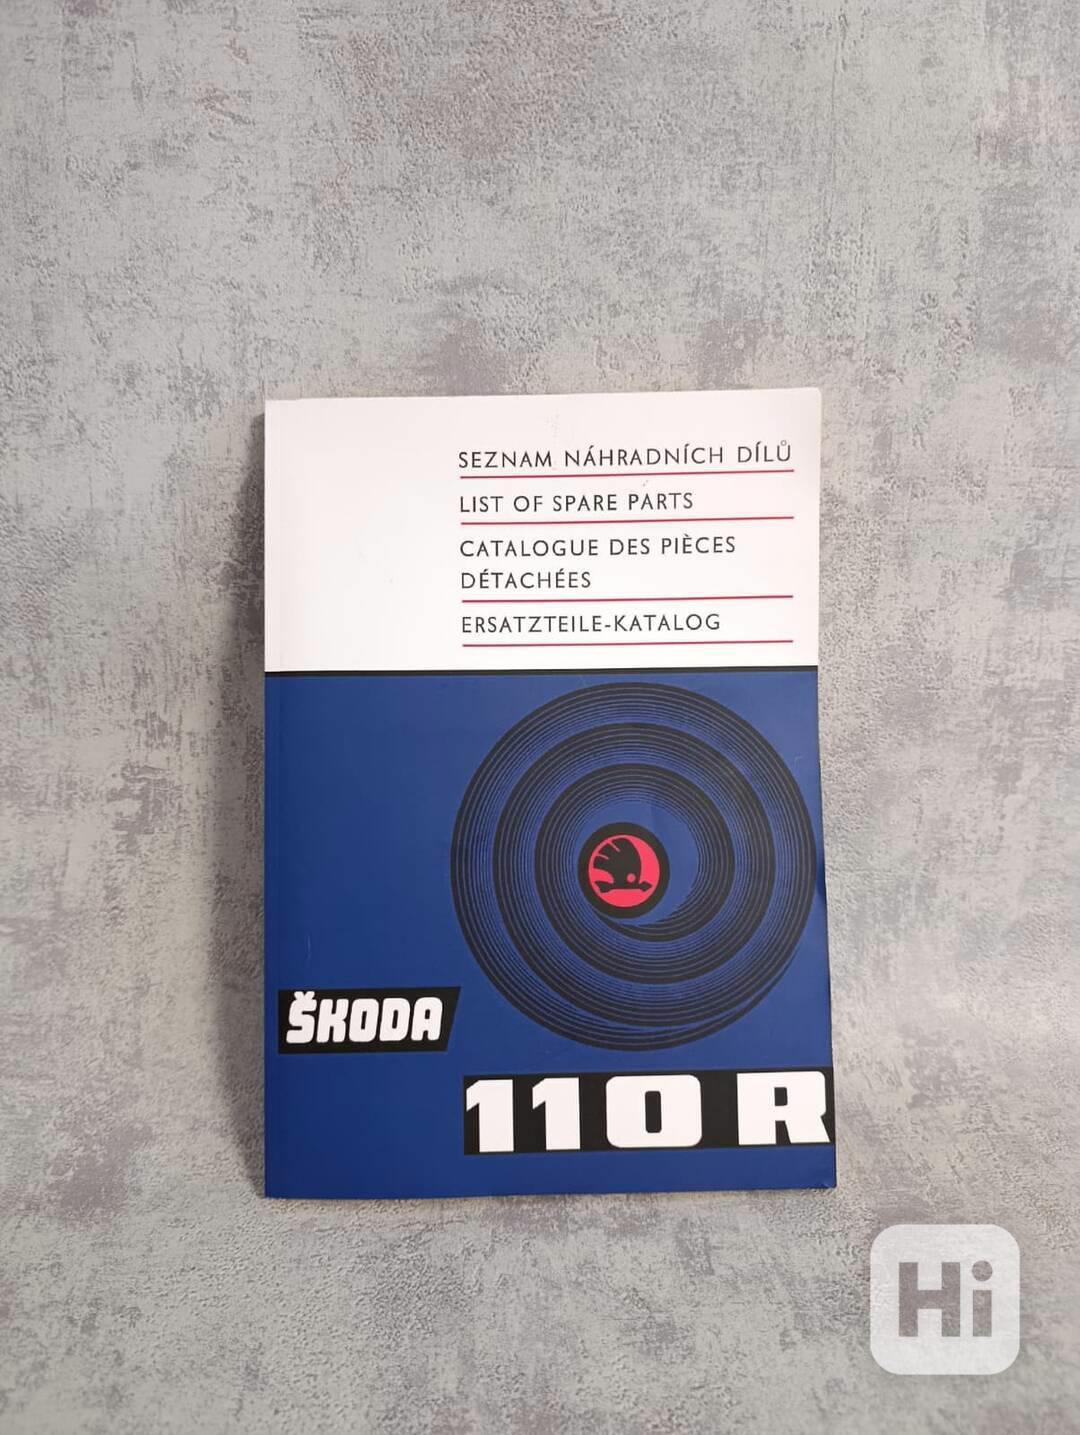 SEZNAM NÁHRADNÍCH DÍLŮ
LIST OF SPARE PARTS
CATALOGUE DES PIÈCES
DÉTACHÉES
ERSATZTEILE-KATALOG
ŠKODA
110 R
Hi